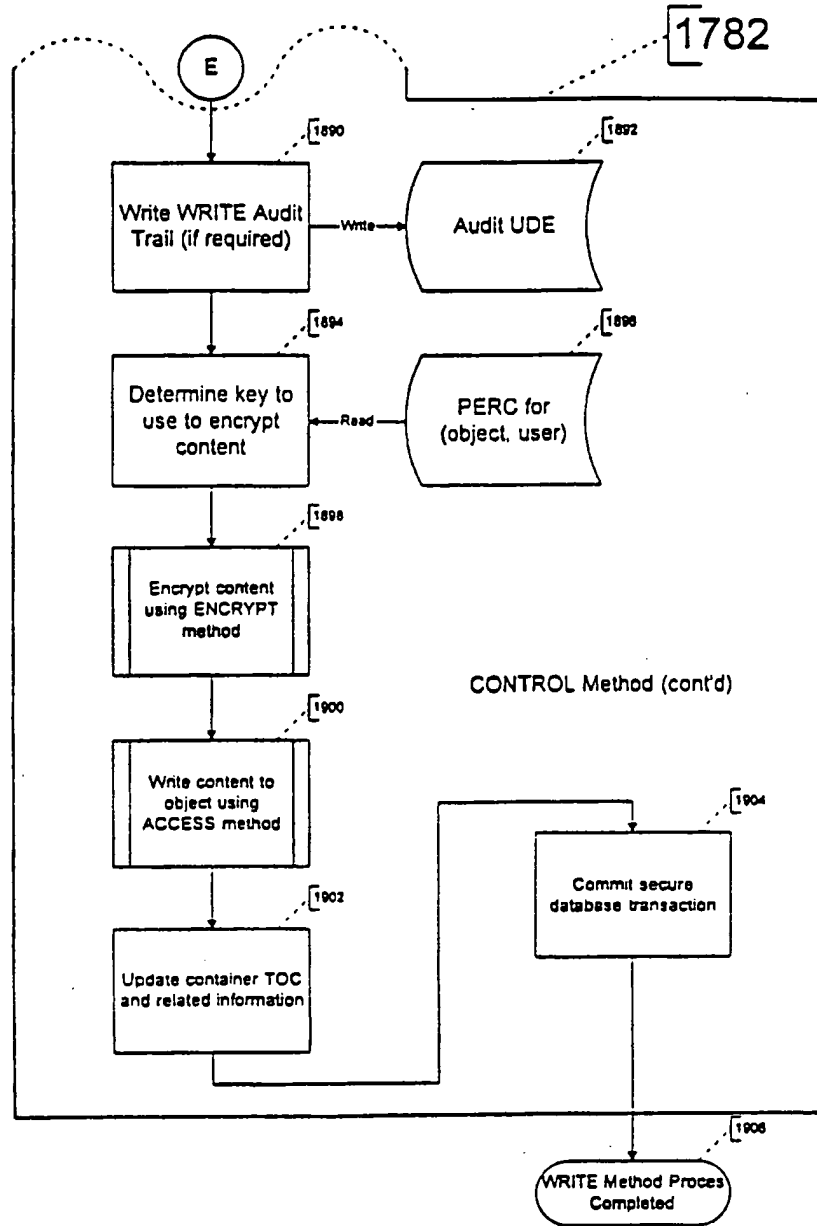 1782
E
1890
Write WRITE Audit
Trail (if required)
Write
1892
Audit UDE
1894
Determine key to
use to encrypt
content
Read
1896
PERC for
(object, user)
1898
Encrypt content
using ENCRYPT
method
CONTROL Method (cont'd)
1900
Write content to
object using
ACCESS method
1902
Update container TOC
and related information
1904
Commit secure
database transaction
1906
WRITE Method Proces
Completed